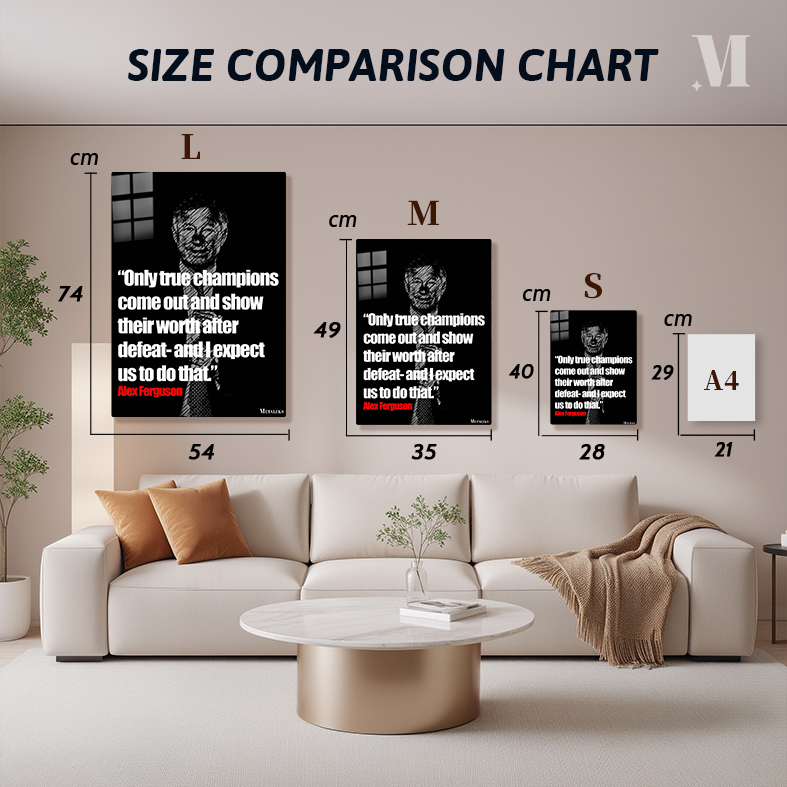 SIZE COMPARISON CHART
M
cm
L
74
"Only true champions
come out and show
their worth after
defeat- and I expect
us to do that."
Alex Ferguson
METALEKS
54
cm
M
49
"Only true champions
come out and show
their worth after
defeat- and I expect
us to do that."
Alex Ferguson
METALEKS
35
cm
S
40
"Only true champions
come out and show
their worth after
defeat- and I expect
us to do that."
Alex Ferguson
METALEKS
28
cm
29
A4
21